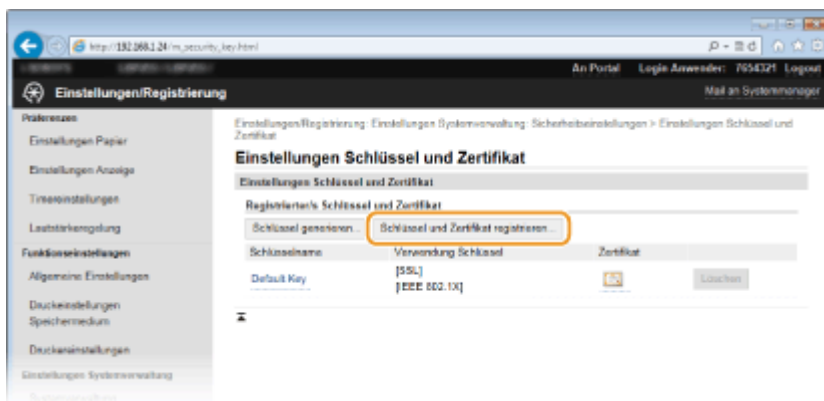 http://192.168.1.24/m_security_key.html
An Portal Login Anwender: 7654321 Logout
Einstellungen/Registrierung Mail an Systemmanager
Präferenzen
Einstellungen Papier
Einstellungen Anzeige
Timereinstellungen
Lautstärkeregelung
Funktionseinstellungen
Allgemeine Einstellungen
Druckeinstellungen
Speichermedium
Druckereinstellungen
Einstellungen Systemverwaltung
Einstellungen/Registrierung: Einstellungen Systemverwaltung: Sicherheitseinstellungen > Einstellungen Schlüssel und
Zertifikat
Einstellungen Schlüssel und Zertifikat
Einstellungen Schlüssel und Zertifikat
Registrierter/s Schlüssel und Zertifikat
Schlüssel generieren... Schlüssel und Zertifikat registrieren...
Schlüsselname Verwendung Schlüssel Zertifikat
Default Key [SSL] Löschen
[IEEE 802.1X]